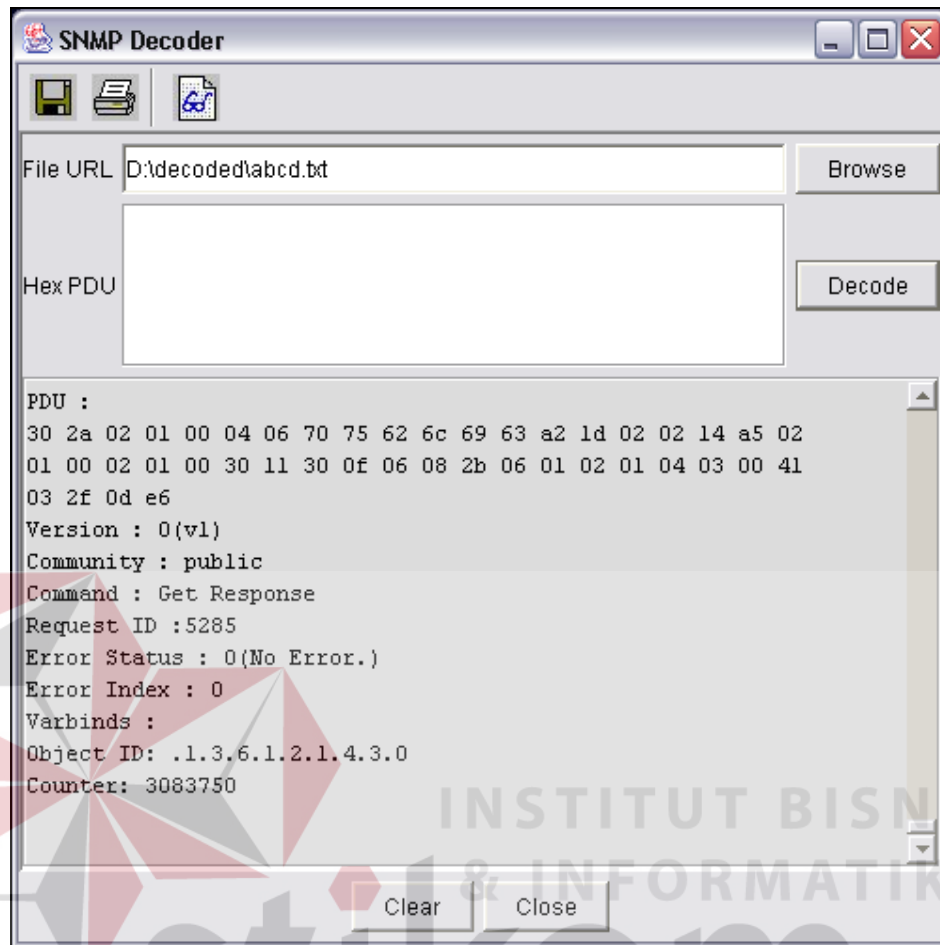 SNMP Decoder
File URL D:\decoded\abcd.txt Browse
Hex PDU Decode
PDU :
30 2a 02 01 00 04 06 70 75 62 6c 69 63 a2 1d 02 02 14 a5 02
01 00 02 01 00 30 11 30 0f 06 08 2b 06 01 02 01 04 03 00 41
03 2f 0d e6
Version : 0(v1)
Community : public
Command : Get Response
Request ID :5285
Error Status : 0(No Error.)
Error Index : 0
Varbinds :
Object ID: .1.3.6.1.2.1.4.3.0
Counter: 3083750
INSTITUT BISN
& INFORMATIK
Clear Close